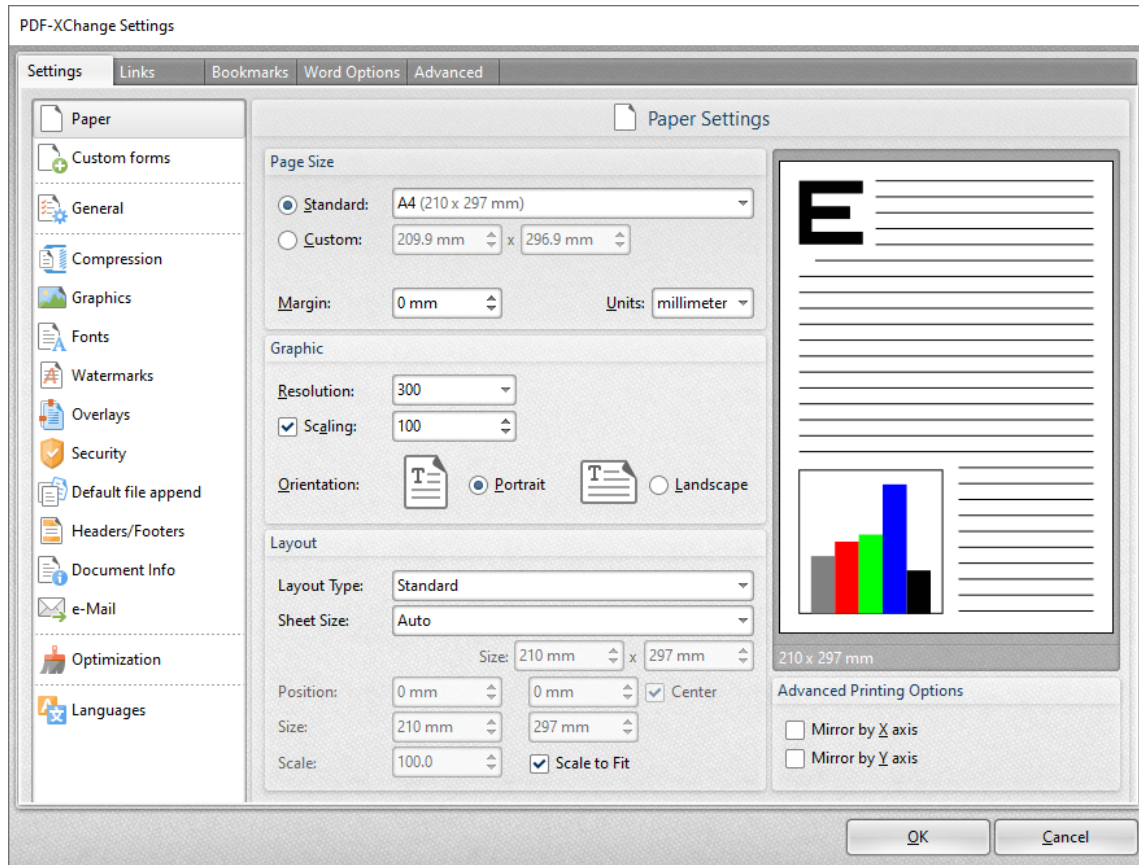 PDF-XChange Settings
Settings Links Bookmarks Word Options Advanced
Paper
Custom forms
General
Compression
Graphics
Fonts
Watermarks
Overlays
Security
Default file append
Headers/Footers
Document Info
e-Mail
Optimization
Languages
Paper Settings
Page Size
Standard: A4 (210 x 297 mm)
Custom: 209.9 mm x 296.9 mm
Margin: 0 mm Units: millimeter
Graphic
Resolution: 300
Scaling: 100
Orientation: T Portrait T Landscape
Layout
Layout Type: Standard
Sheet Size: Auto
Size: 210 mm x 297 mm
Position: 0 mm 0 mm Center
Size: 210 mm 297 mm
Scale: 100.0 Scale to Fit
E
210 x 297 mm
Advanced Printing Options
Mirror by X axis
Mirror by Y axis
OK Cancel